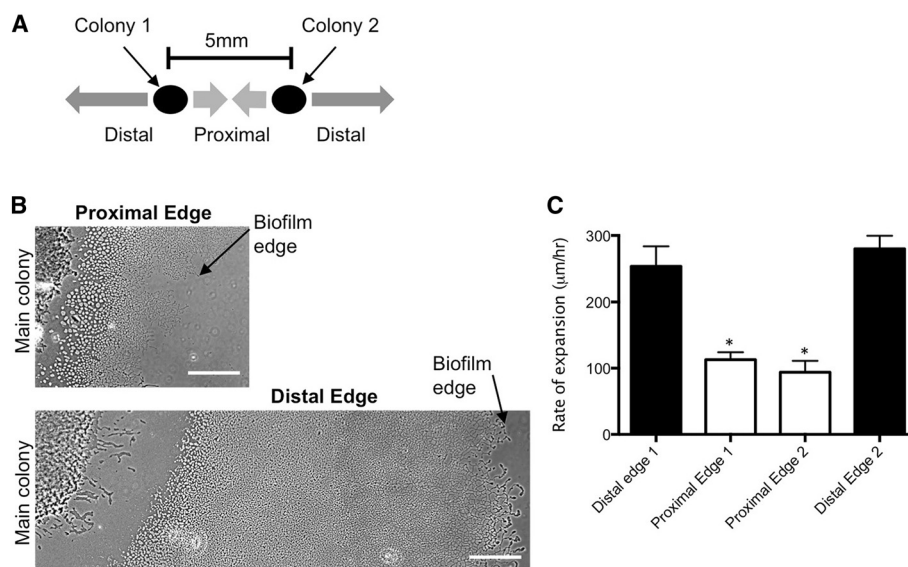 A
Colony 1
Colony 2
5mm
Distal
Proximal
Distal
B
Proximal Edge
Biofilm
edge
Main colony
Distal Edge
Biofilm
edge
Main colony
C
Rate of expansion (μm/hr)
300
200
100
0
*
*
Distal edge 1
Proximal Edge 1
Proximal Edge 2
Distal Edge 2